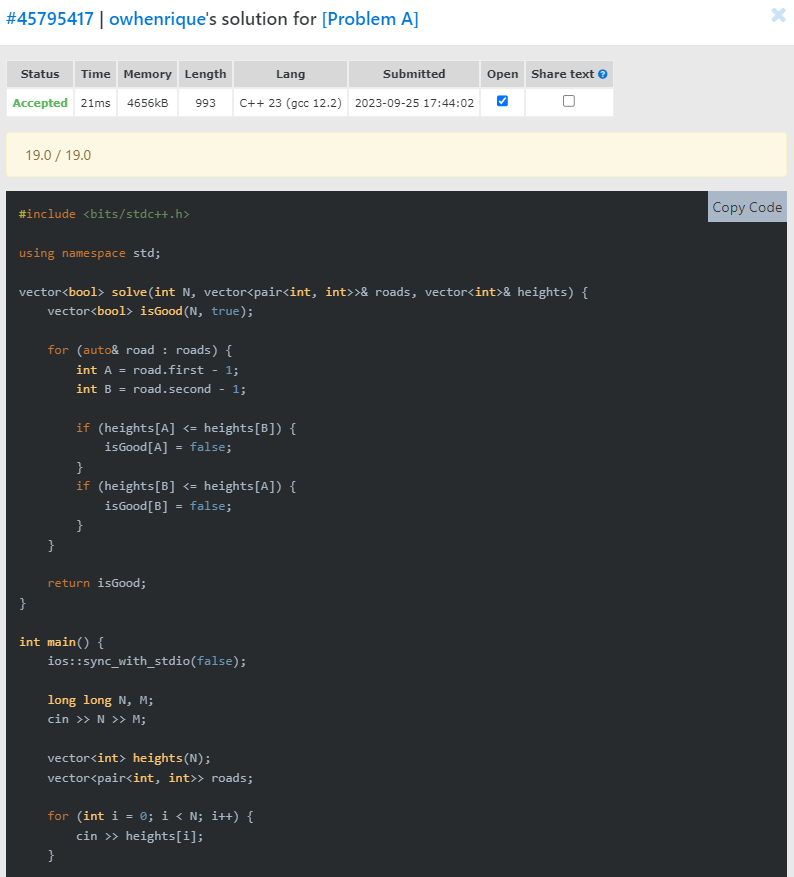 #45795417 | owhenrique's solution for [Problem A]
Status Time Memory Length Lang Submitted Open Share text
Accepted 21ms 4656kB 993 C++ 23 (gcc 12.2) 2023-09-25 17:44:02
19.0 / 19.0
Copy Code
#include <bits/stdc++.h>
using namespace std;
vector<bool> solve(int N, vector<pair<int, int>>& roads, vector<int>& heights) {
    vector<bool> isGood(N, true);
    for (auto& road : roads) {
        int A = road.first - 1;
        int B = road.second - 1;
        if (heights[A] <= heights[B]) {
            isGood[A] = false;
        }
        if (heights[B] <= heights[A]) {
            isGood[B] = false;
        }
    }
    return isGood;
}
int main() {
    ios::sync_with_stdio(false);
    long long N, M;
    cin >> N >> M;
    vector<int> heights(N);
    vector<pair<int, int>> roads;
    for (int i = 0; i < N; i++) {
        cin >> heights[i];
    }